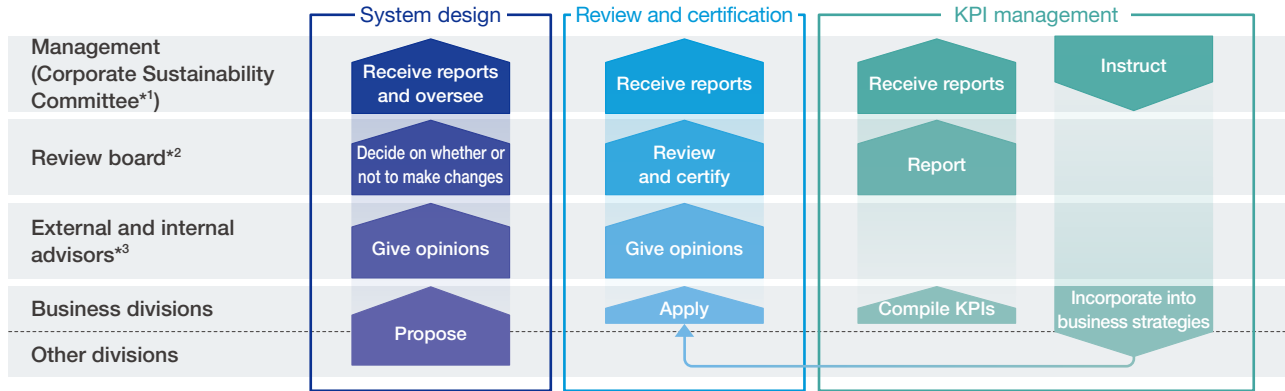 System design
Review and certification
KPI management
Management
(Corporate Sustainability
Committee*1)
Receive reports
and oversee
Receive reports
Receive reports
Instruct
Review board*2
Decide on whether or
not to make changes
Review
and certify
Report
External and internal
advisors*3
Give opinions
Give opinions
Business divisions
Propose
Apply
Compile KPIs
Incorporate into
business strategies
Other divisions